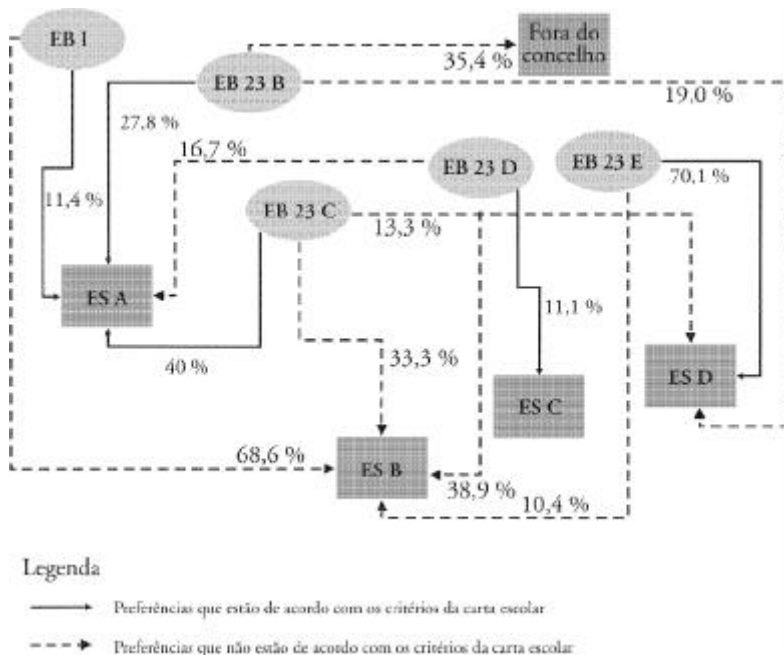 EB I
Fora do
concelho
35,4 %
EB 23 B
19,0 %
27,8 %
16,7 %
EB 23 D
EB 23 E
70,1 %
11,4 %
EB 23 C
13,3 %
ES A
11,1 %
40 %
33,3 %
ES D
ES C
68,6 %
ES B
38,9 %
10,4 %
Legenda
Preferências que estão de acordo com os critérios da carta escolar
Preferências que não estão de acordo com os critérios da carta escolar